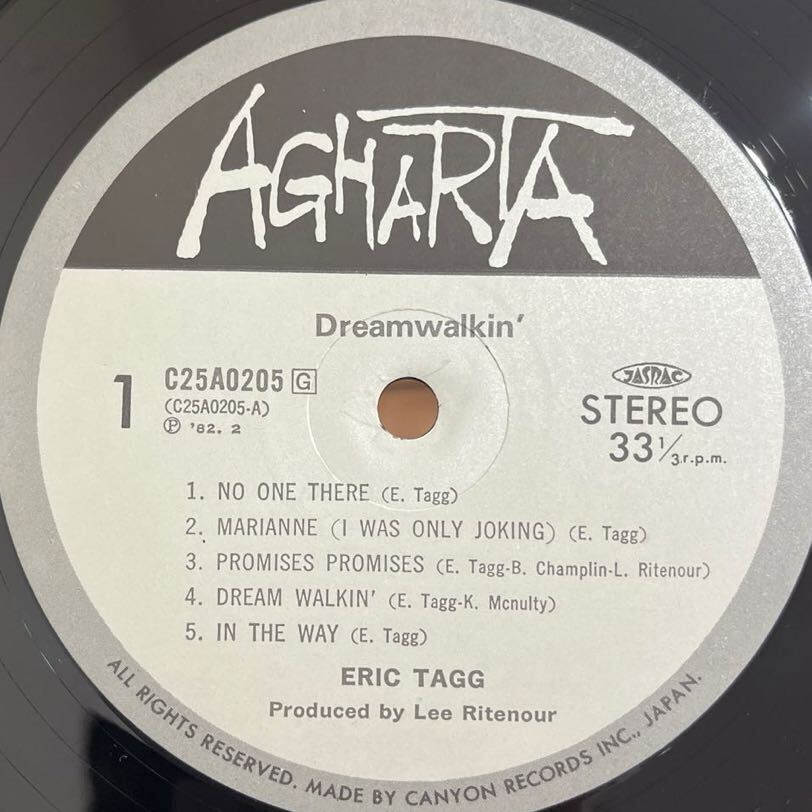 AGHARTA
Dreamwalkin'
1
C25A0205 G
(C25A0205-A)
Ⓟ '82. 2
JASRAC
STEREO
33⅓ r.p.m.
1. NO ONE THERE (E. Tagg)
2. MARIANNE (I WAS ONLY JOKING) (E. Tagg)
3. PROMISES PROMISES (E. Tagg-B. Champlin-L. Ritenour)
4. DREAM WALKIN' (E. Tagg-K. Mcnulty)
5. IN THE WAY (E. Tagg)
ERIC TAGG
Produced by Lee Ritenour
ALL RIGHTS RESERVED. MADE BY CANYON RECORDS INC., JAPAN.